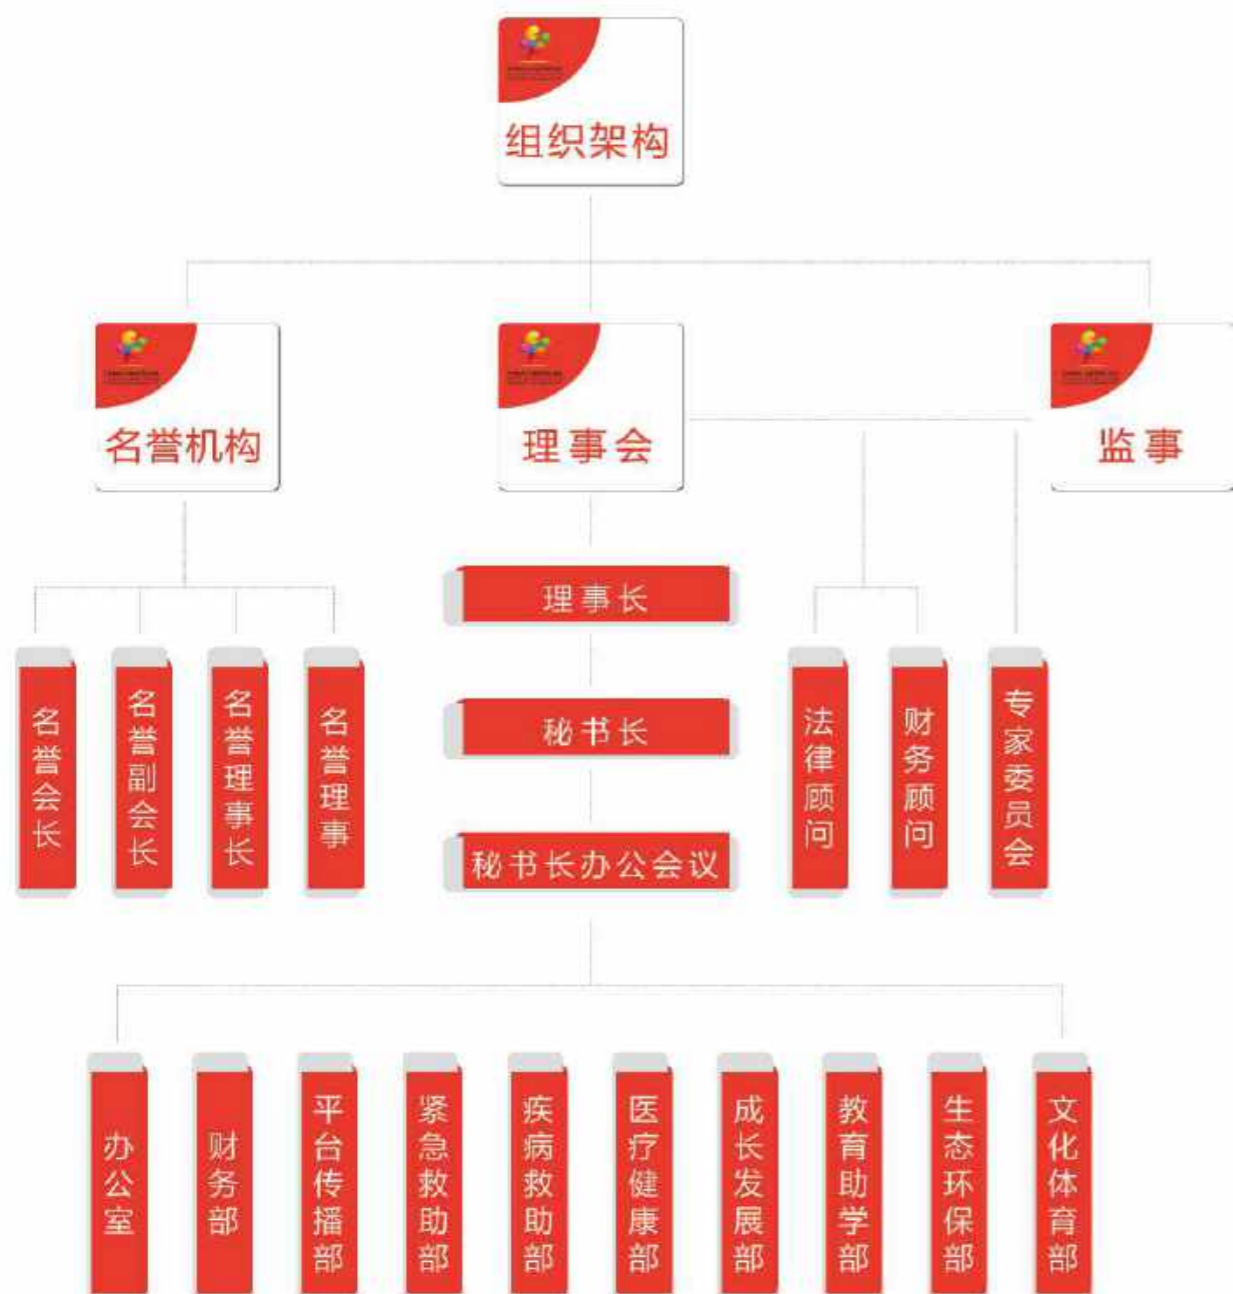 组织架构
名誉机构
理事会
监事
理事长
秘书长
秘书长办公会议
名誉会长
名誉副会长
名誉理事长
名誉理事
法律顾问
财务顾问
专家委员会
办公室
财务部
平台传播部
紧急救助部
疾病救助部
医疗健康部
成长发展部
教育助学部
生态环保部
文化体育部